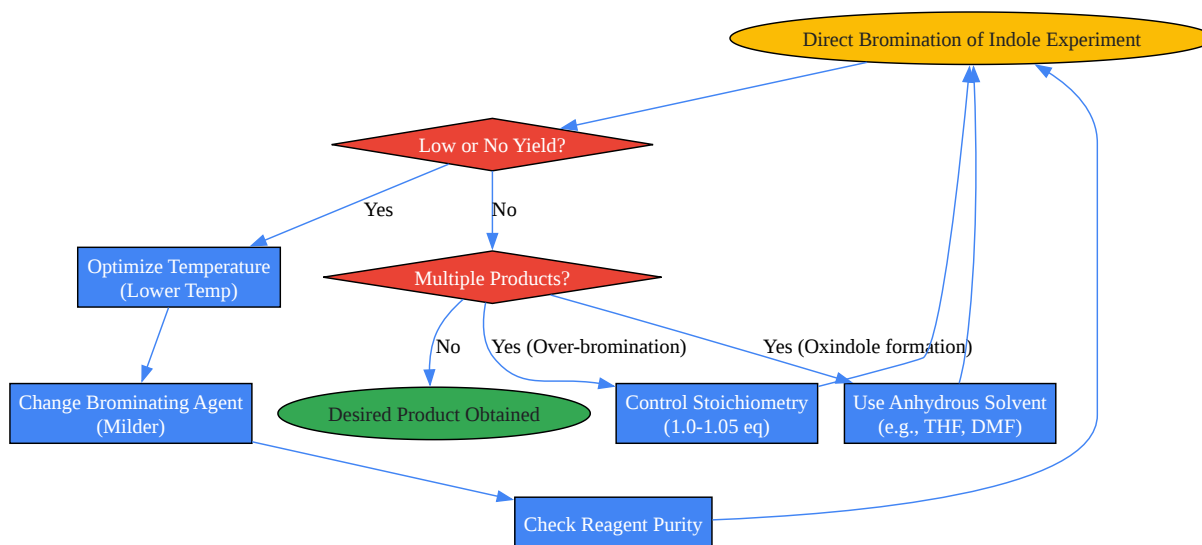 Direct Bromination of Indole Experiment
Low or No Yield?
Yes
No
Optimize Temperature
(Lower Temp)
Multiple Products?
No
Yes (Over-bromination)
Yes (Oxindole formation)
Change Brominating Agent
(Milder)
Desired Product Obtained
Control Stoichiometry
(1.0-1.05 eq)
Use Anhydrous Solvent
(e.g., THF, DMF)
Check Reagent Purity